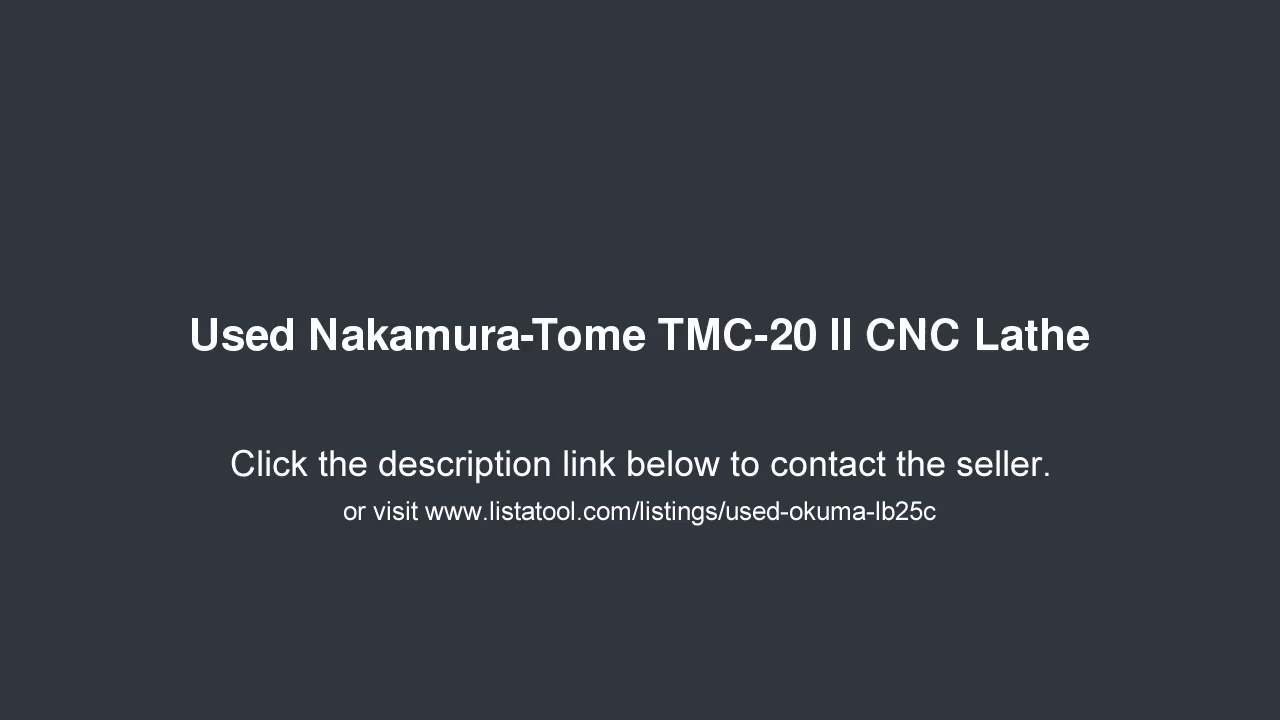 Used Nakamura-Tome TMC-20 ll CNC Lathe
Click the description link below to contact the seller.
or visit www.listatool.com/listings/used-okuma-lb25c